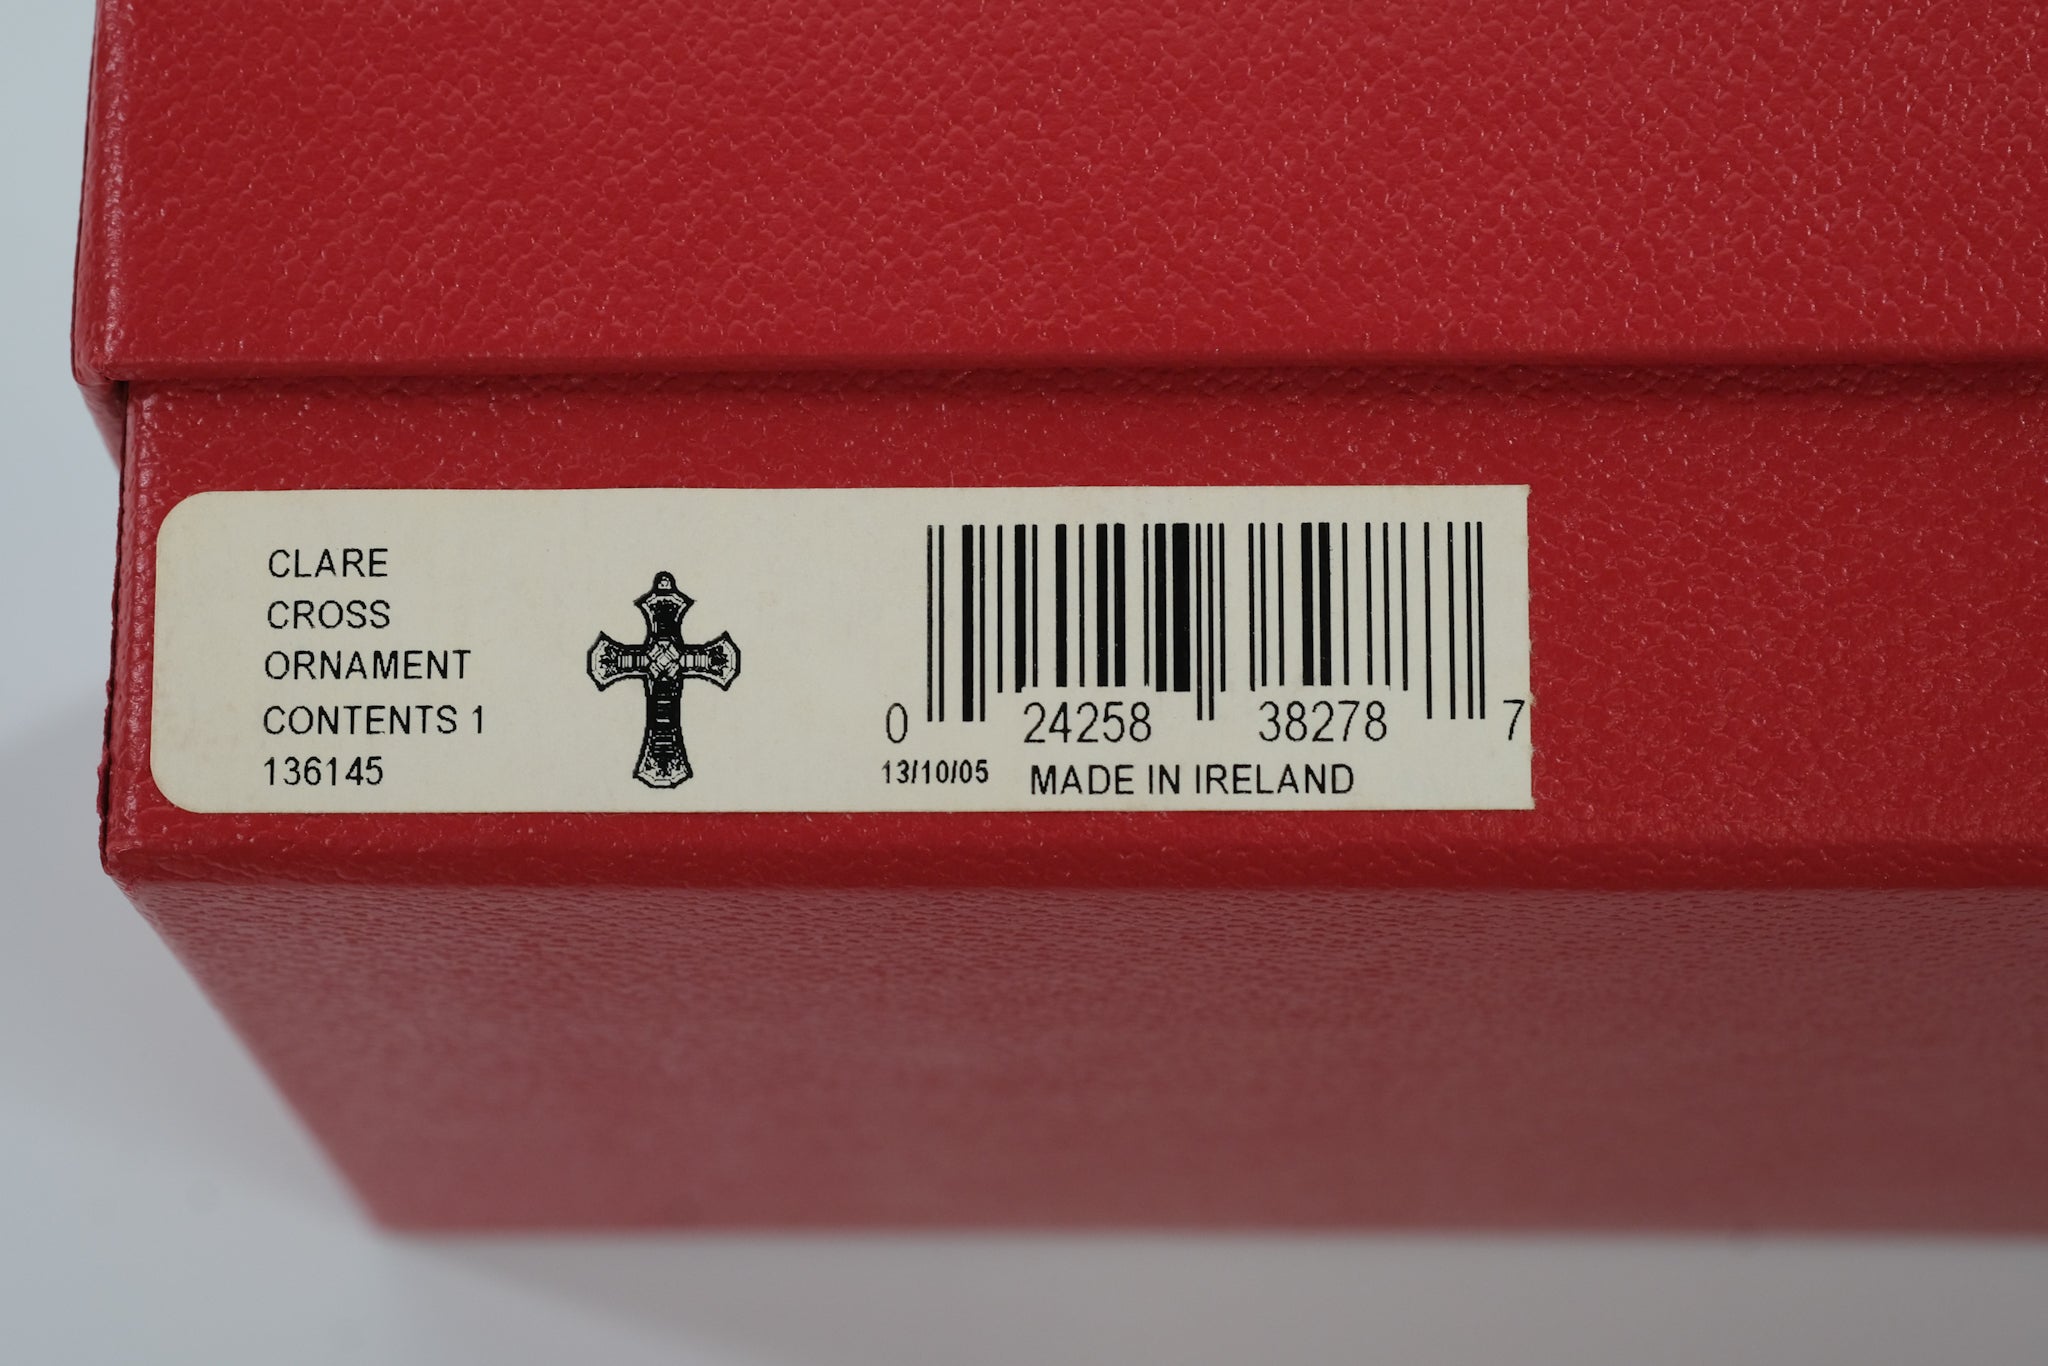 CLARE
CROSS
ORNAMENT
CONTENTS 1
136145
0 24258 38278 7
13/10/05 MADE IN IRELAND